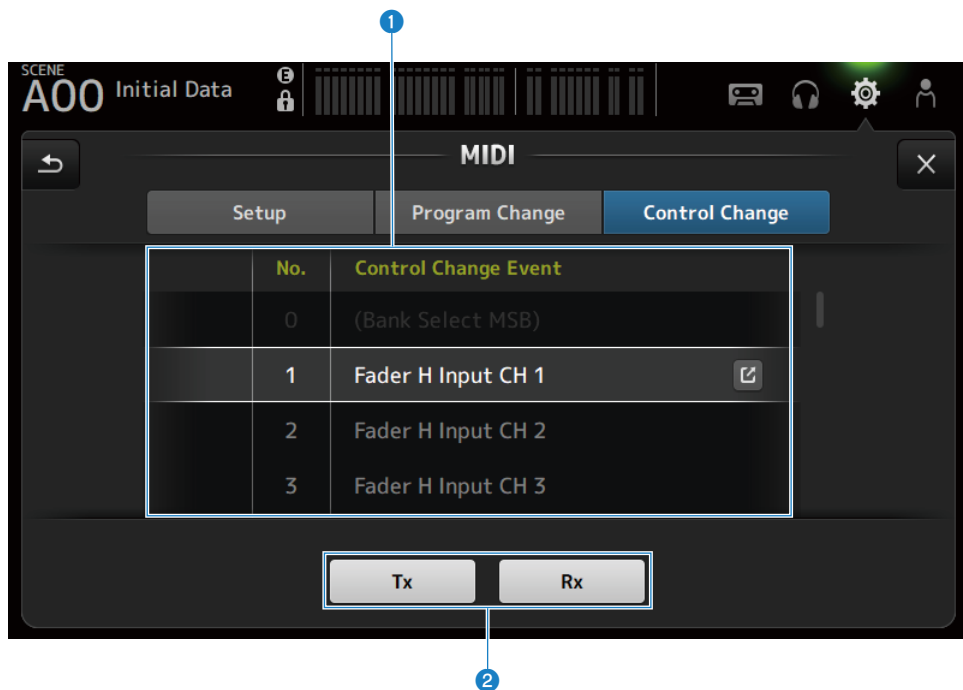 1
SCENE
A00 Initial Data
E
MIDI
Setup Program Change Control Change
No. Control Change Event
0 (Bank Select MSB)
1 Fader H Input CH 1
2 Fader H Input CH 2
3 Fader H Input CH 3
Tx Rx
2